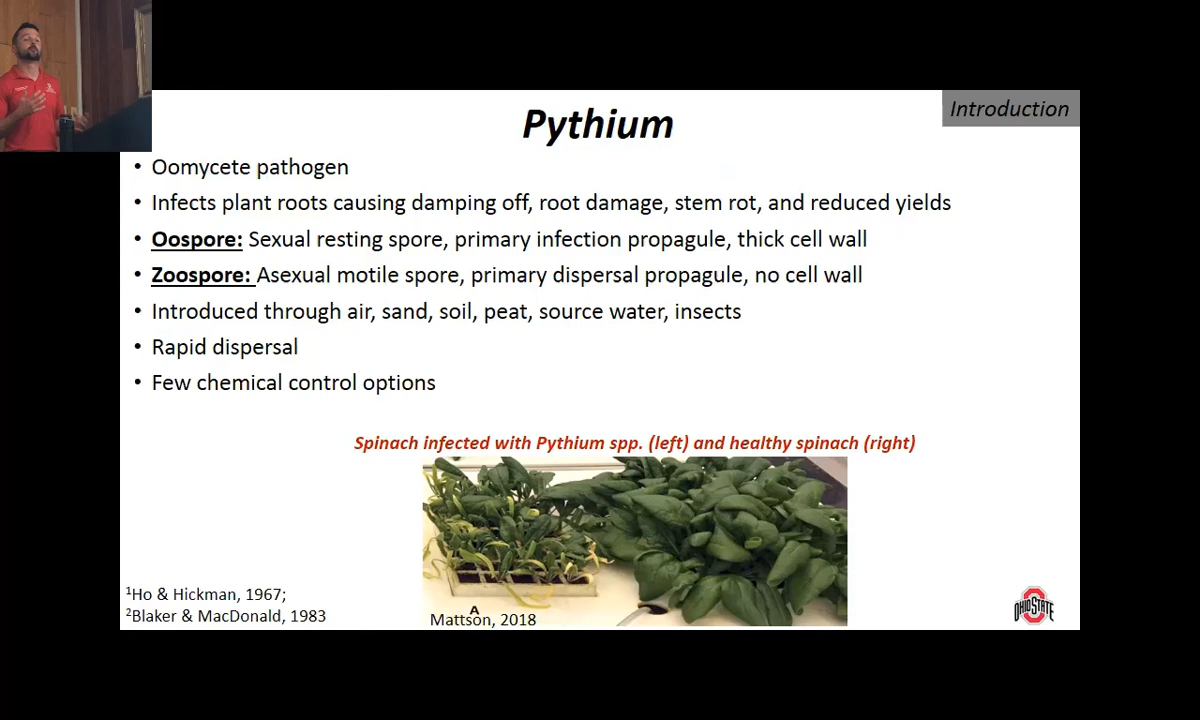 Introduction
Pythium
• Oomycete pathogen
• Infects plant roots causing damping off, root damage, stem rot, and reduced yields
• Oospore: Sexual resting spore, primary infection propagule, thick cell wall
• Zoospore: Asexual motile spore, primary dispersal propagule, no cell wall
• Introduced through air, sand, soil, peat, source water, insects
• Rapid dispersal
• Few chemical control options
Spinach infected with Pythium spp. (left) and healthy spinach (right)
¹Ho & Hickman, 1967;
²Blaker & MacDonald, 1983
A
Mattson, 2018
OHIO STATE